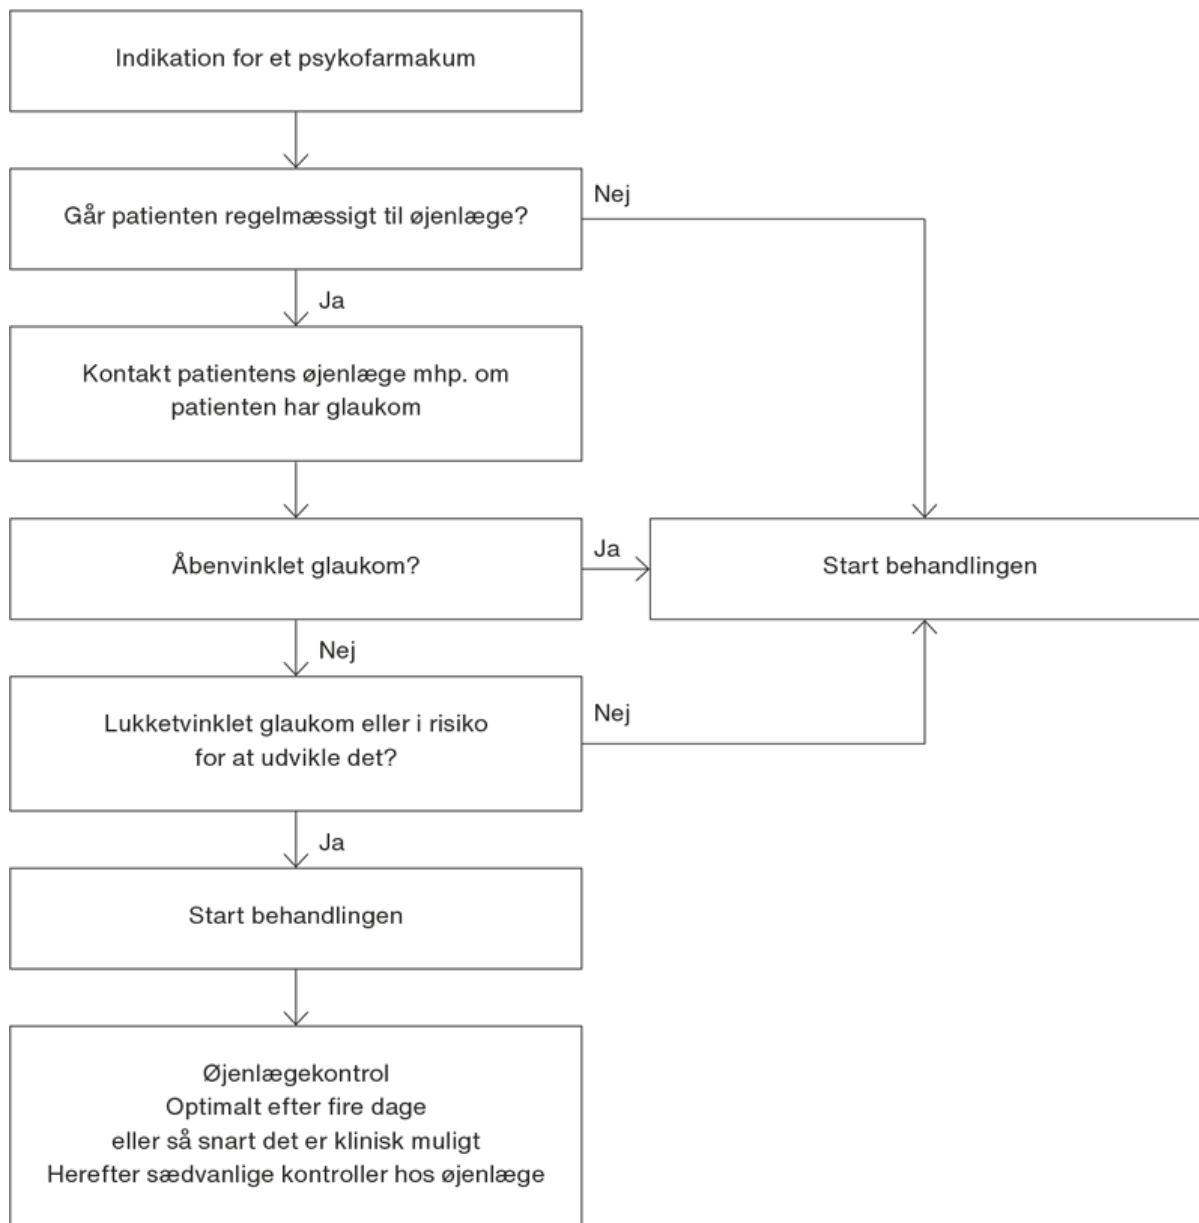 Indikation for et psykofarmakum
Går patienten regelmæssigt til øjenlæge?
Nej
Ja
Kontakt patientens øjenlæge mhp. om
patienten har glaukom
Åbenvinklet glaukom?
Ja
Start behandlingen
Nej
Lukketvinklet glaukom eller i risiko
for at udvikle det?
Nej
Ja
Start behandlingen
Øjenlægekontrol
Optimalt efter fire dage
eller så snart det er klinisk muligt
Herefter sædvanlige kontroller hos øjenlæge